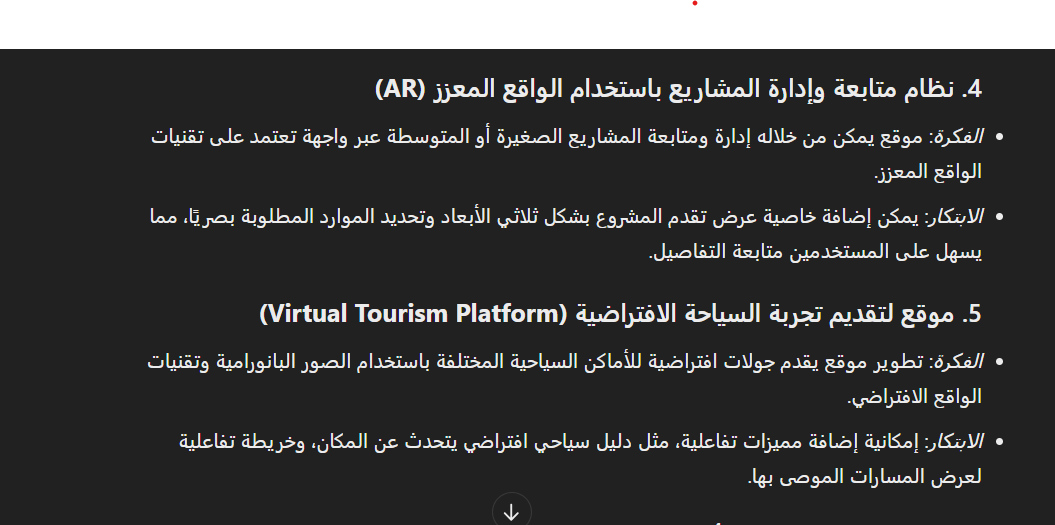 4. نظام متابعة وإدارة المشاريع باستخدام الواقع المعزز (AR)
الفكرة: موقع يمكن من خلاله إدارة ومتابعة المشاريع الصغيرة أو المتوسطة عبر واجهة تعتمد على تقنيات
الواقع المعزز.
الابتكار: يمكن إضافة خاصية عرض تقدم المشروع بشكل ثلاثي الأبعاد وتحديد الموارد المطلوبة بصريًا، مما
يسهل على المستخدمين متابعة التفاصيل.
5. موقع لتقديم تجربة السياحة الافتراضية (Virtual Tourism Platform)
الفكرة: تطوير موقع يقدم جولات افتراضية للأماكن السياحية المختلفة باستخدام الصور البانورامية وتقنيات
الواقع الافتراضي.
الابتكار: إمكانية إضافة مميزات تفاعلية، مثل دليل سياحي افتراضي يتحدث عن المكان، وخريطة تفاعلية
لعرض المسارات الموصى بها.